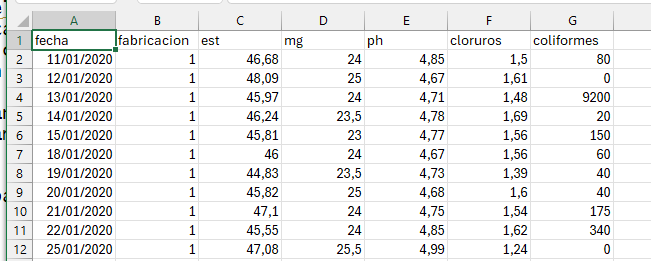 A B C D E F G
1 fecha fabricacion est mg ph cloruros coliformes
2 11/01/2020 1 46,68 24 4,85 1,5 80
3 12/01/2020 1 48,09 25 4,67 1,61 0
4 13/01/2020 1 45,97 24 4,71 1,48 9200
5 14/01/2020 1 46,24 23,5 4,78 1,69 20
6 15/01/2020 1 45,81 23 4,77 1,56 150
7 18/01/2020 1 46 24 4,67 1,56 60
8 19/01/2020 1 44,83 23,5 4,73 1,39 40
9 20/01/2020 1 45,82 25 4,68 1,6 40
10 21/01/2020 1 47,1 24 4,75 1,54 175
11 22/01/2020 1 45,55 24 4,85 1,62 340
12 25/01/2020 1 47,08 25,5 4,99 1,24 0